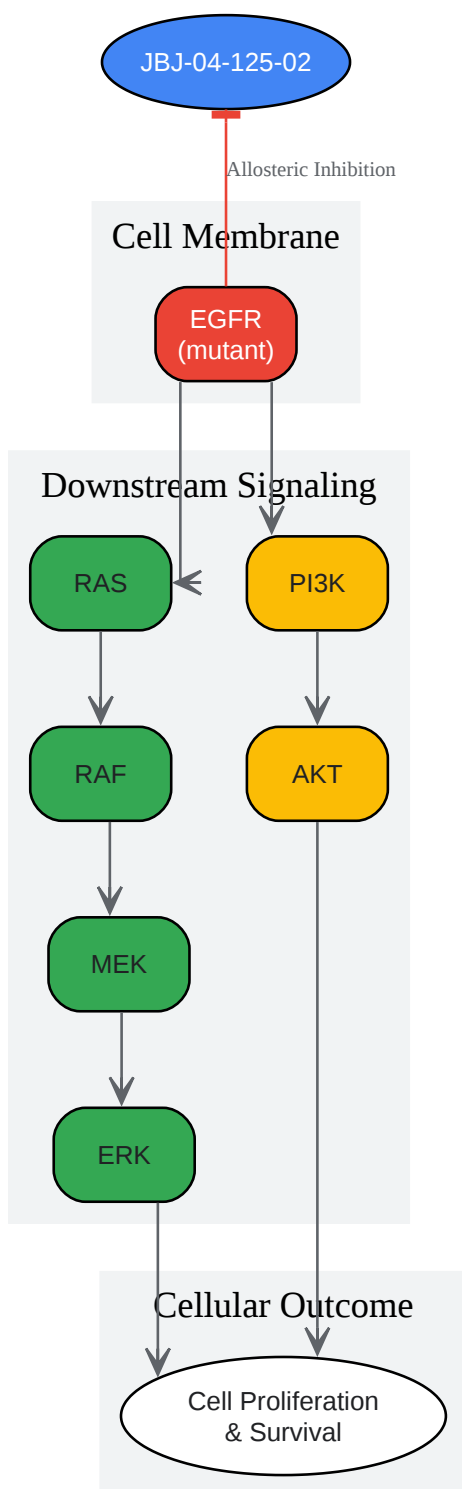 JBJ-04-125-02
Allosteric Inhibition
Cell Membrane
EGFR
(mutant)
Downstream Signaling
RAS
PI3K
RAF
AKT
MEK
ERK
Cellular Outcome
Cell Proliferation
& Survival